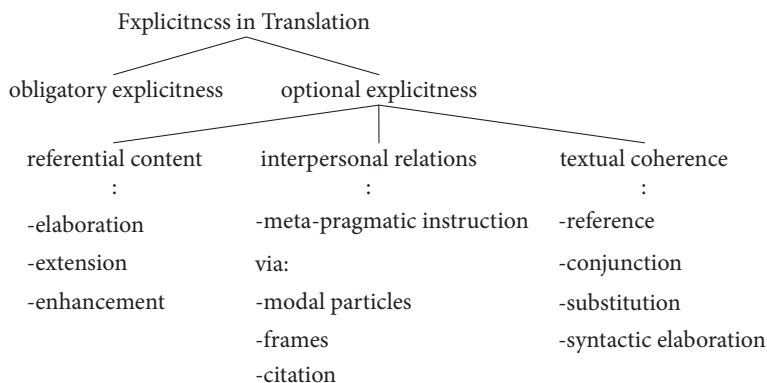 Fxplicitncss in Translation
obligatory explicitness optional explicitness
referential content interpersonal relations textual coherence
: : :
-elaboration -meta-pragmatic instruction -reference
-extension via: -conjunction
-enhancement -modal particles -substitution
-frames -syntactic elaboration
-citation